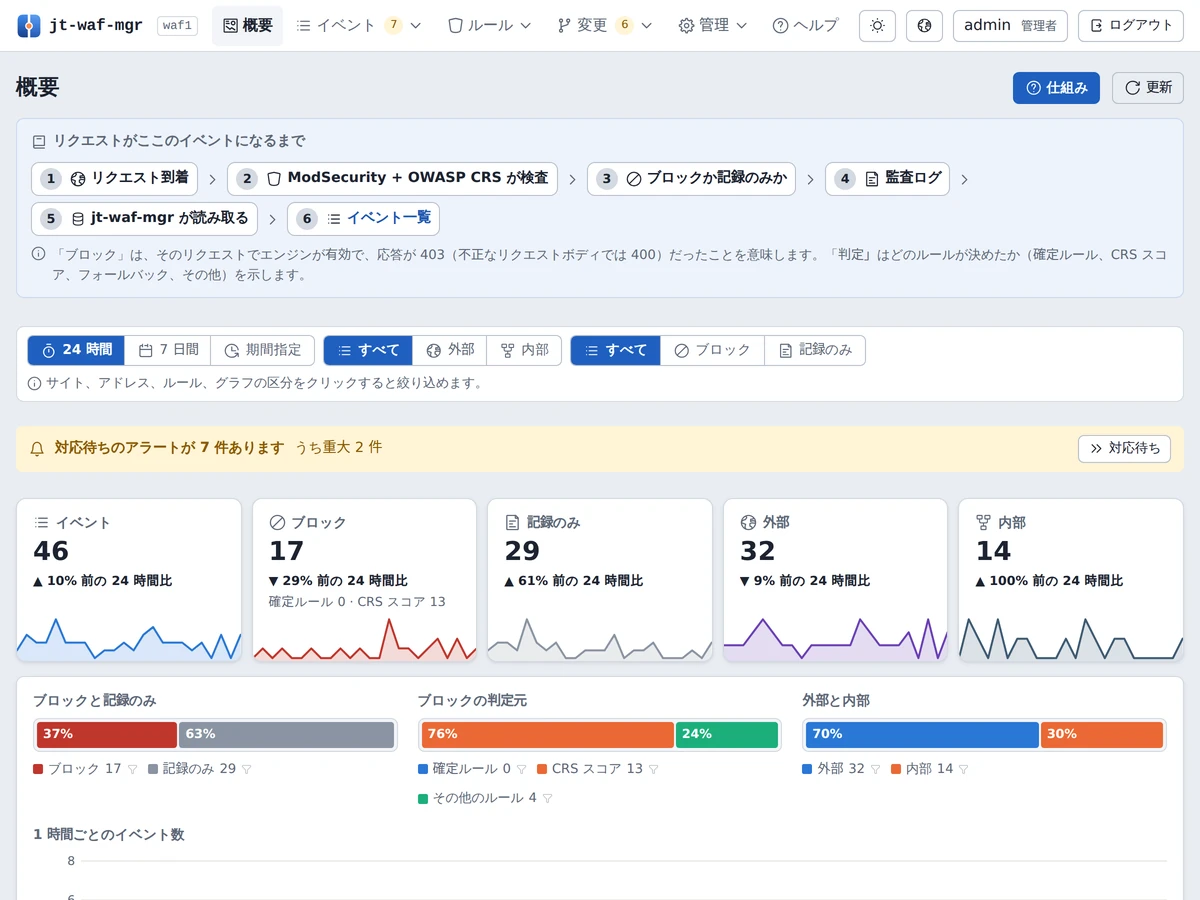 jt-waf-mgr waf1 概要 イベント 7 ルール 変更 6 管理 ヘルプ admin 管理者 ログアウト
概要 仕組み 更新
リクエストがここのイベントになるまで
1 リクエスト到着 2 ModSecurity + OWASP CRS が検査 3 ブロックか記録のみか 4 監査ログ
5 jt-waf-mgr が読み取る 6 イベント一覧
「ブロック」は、そのリクエストでエンジンが有効で、応答が 403（不正なリクエストボディでは 400）だったことを意味します。「判定」はどのルールが決めたか（確定ルール、CRS スコ
ア、フォールバック、その他）を示します。
24 時間 7 日間 期間指定 すべて 外部 内部 すべて ブロック 記録のみ
サイト、アドレス、ルール、グラフの区分をクリックすると絞り込めます。
対応待ちのアラートが 7 件あります うち重大 2 件 対応待ち
イベント ブロック 記録のみ 外部 内部
46 17 29 32 14
▲ 10% 前の 24 時間比 ▼ 29% 前の 24 時間比 ▲ 61% 前の 24 時間比 ▼ 9% 前の 24 時間比 ▲ 100% 前の 24 時間比
確定ルール 0 · CRS スコア 13
ブロックと記録のみ ブロックの判定元 外部と内部
37% 63% 76% 24% 70% 30%
ブロック 17 記録のみ 29 確定ルール 0 CRS スコア 13 外部 32 内部 14
その他のルール 4
1 時間ごとのイベント数
8
6